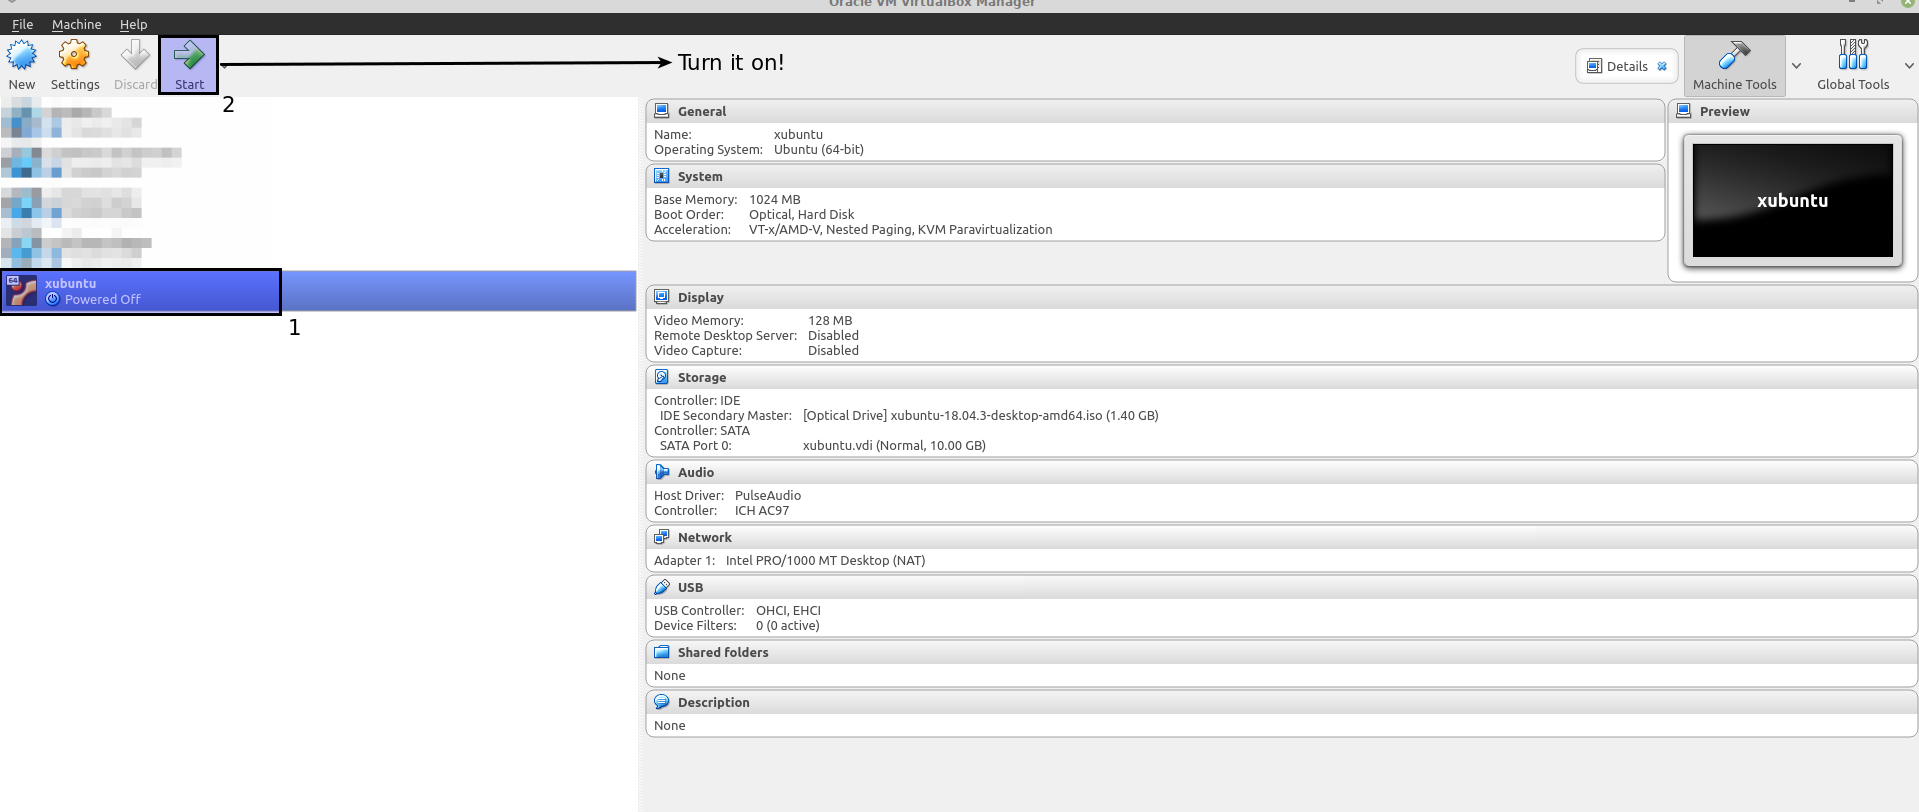 Oracle VM VirtualBox Manager
File Machine Help
New Settings Discard Start
2
Turn it on!
Details
Machine Tools
Global Tools
64
xubuntu
Powered Off
1
General
Name: xubuntu
Operating System: Ubuntu (64-bit)
Preview
xubuntu
System
Base Memory: 1024 MB
Boot Order: Optical, Hard Disk
Acceleration: VT-x/AMD-V, Nested Paging, KVM Paravirtualization
Display
Video Memory: 128 MB
Remote Desktop Server: Disabled
Video Capture: Disabled
Storage
Controller: IDE
IDE Secondary Master: [Optical Drive] xubuntu-18.04.3-desktop-amd64.iso (1.40 GB)
Controller: SATA
SATA Port 0: xubuntu.vdi (Normal, 10.00 GB)
Audio
Host Driver: PulseAudio
Controller: ICH AC97
Network
Adapter 1: Intel PRO/1000 MT Desktop (NAT)
USB
USB Controller: OHCI, EHCI
Device Filters: 0 (0 active)
Shared folders
None
Description
None